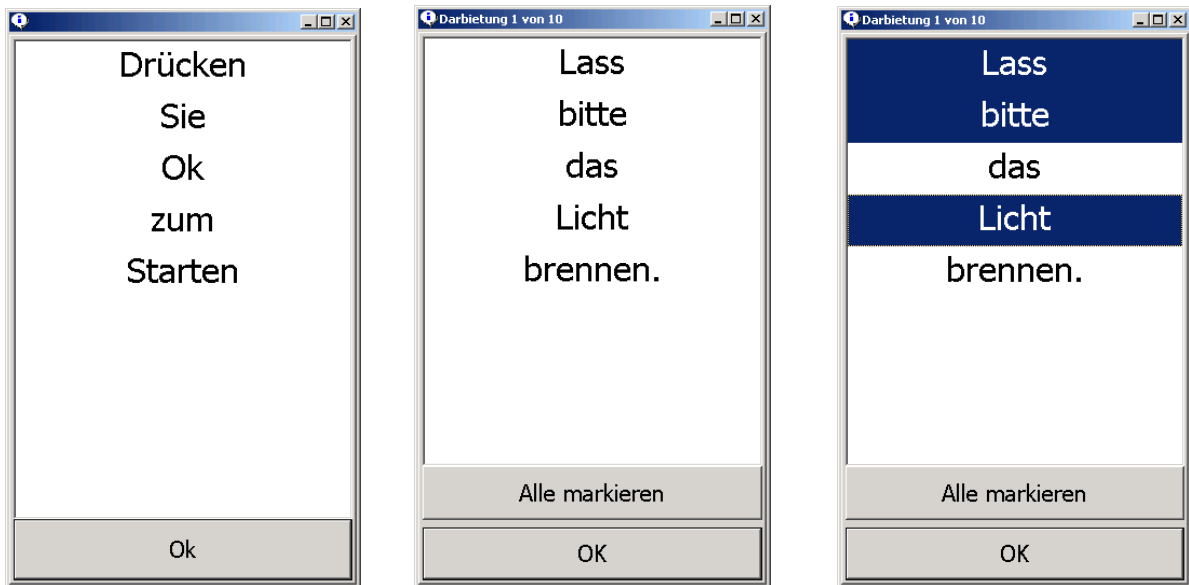 Drücken
Sie
Ok
zum
Starten
Ok
Darbietung 1 von 10
Lass
bitte
das
Licht
brennen.
Alle markieren
OK
Darbietung 1 von 10
Lass
bitte
das
Licht
brennen.
Alle markieren
OK